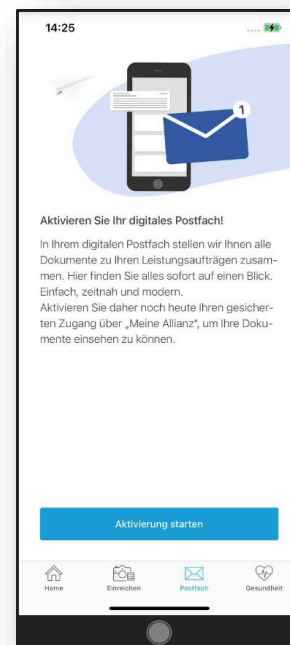 14:25
1
Aktivieren Sie Ihr digitales Postfach!
In Ihrem digitalen Postfach stellen wir Ihnen alle
Dokumente zu Ihren Leistungsaufträgen zusam-
men. Hier finden Sie alles sofort auf einen Blick.
Einfach, zeitnah und modern.
Aktivieren Sie daher noch heute Ihren gesicher-
ten Zugang über „Meine Allianz“, um Ihre Doku-
mente einsehen zu können.
Aktivierung starten
Home Einreichen Postfach Gesundheit